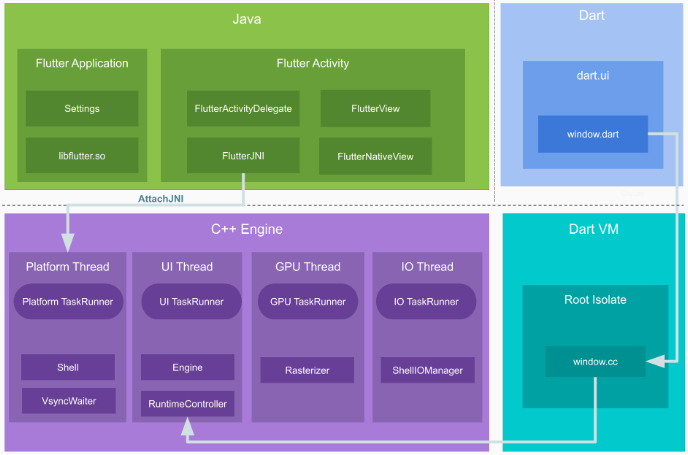 Java
Flutter Application
Settings
libflutter.so
Flutter Activity
FlutterActivityDelegate
FlutterView
FlutterJNI
FlutterNativeView
Dart
dart.ui
window.dart
AttachJNI
C++ Engine
Platform Thread
Platform TaskRunner
Shell
VsyncWaiter
UI Thread
UI TaskRunner
Engine
RuntimeController
GPU Thread
GPU TaskRunner
Rasterizer
IO Thread
IO TaskRunner
ShellIOManager
Dart VM
Root Isolate
window.cc